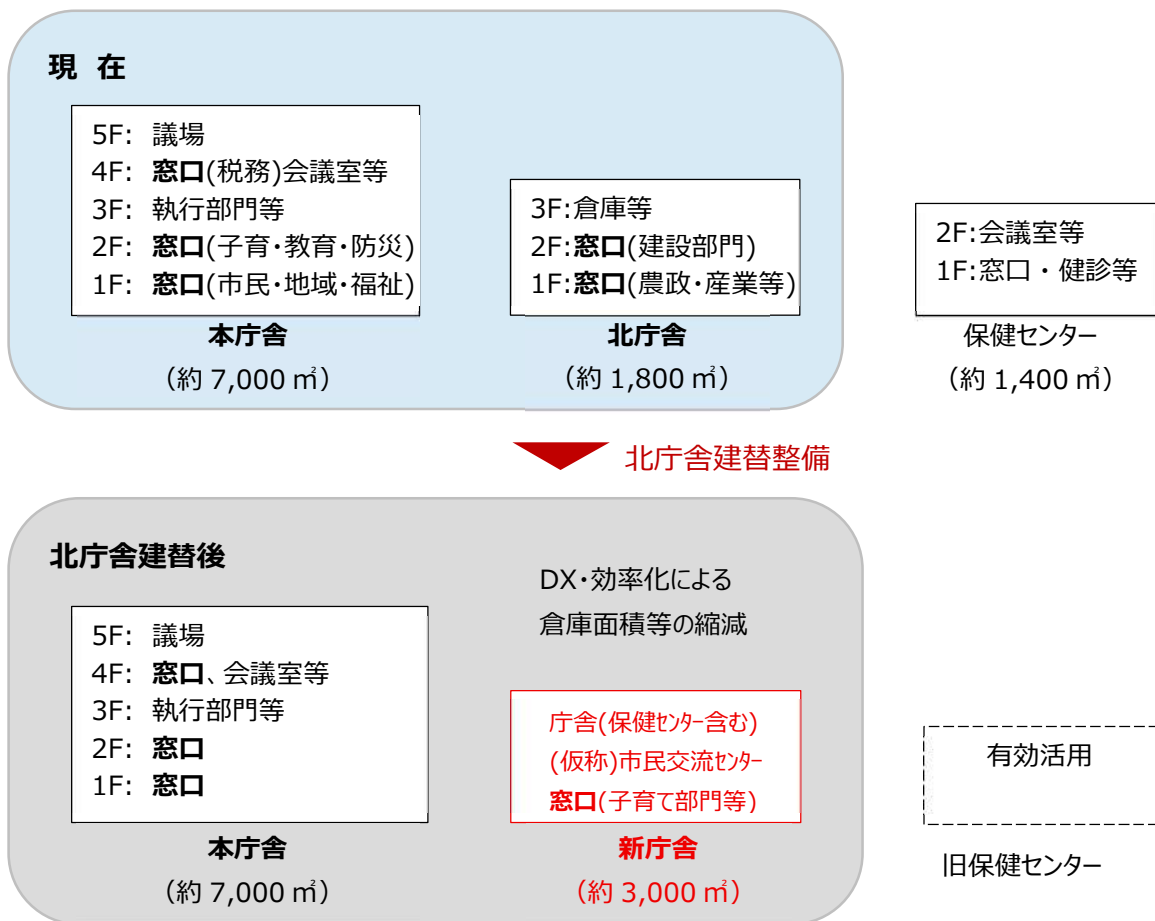 現 在
5F: 議場
4F: 窓口(税務)会議室等
3F: 執行部門等
2F: 窓口(子育・教育・防災)
1F: 窓口(市民・地域・福祉)
本庁舎
（約 7,000 ㎡）
3F:倉庫等
2F:窓口(建設部門)
1F:窓口(農政・産業等)
北庁舎
（約 1,800 ㎡）
2F:会議室等
1F:窓口・健診等
保健センター
（約 1,400 ㎡）
北庁舎建替整備
北庁舎建替後
DX・効率化による
倉庫面積等の縮減
5F: 議場
4F: 窓口、会議室等
3F: 執行部門等
2F: 窓口
1F: 窓口
本庁舎
（約 7,000 ㎡）
庁舎(保健ｾﾝﾀｰ含む)
(仮称)市民交流ｾﾝﾀｰ
窓口(子育て部門等)
新庁舎
（約 3,000 ㎡）
有効活用
旧保健センター